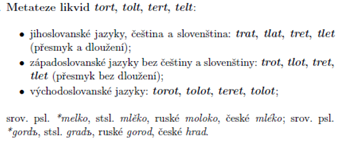 Metateze likvid tort, tolt, tert, telt:
• jihoslovanské jazyky, čeština a slovenština: trat, tlat, tret, tlet
(přesmyk a dloužení);
• západoslovanské jazyky bez češtiny a slovenštiny: trot, tlot, tret,
tlet (přesmyk bez dloužení);
• východoslovanské jazyky: torot, tolot, teret, tolot;
srov. psl. *melko, stsl. mlěko, ruské moloko, české mléko; srov. psl.
*gordъ, stsl. gradъ, ruské gorod, české hrad.